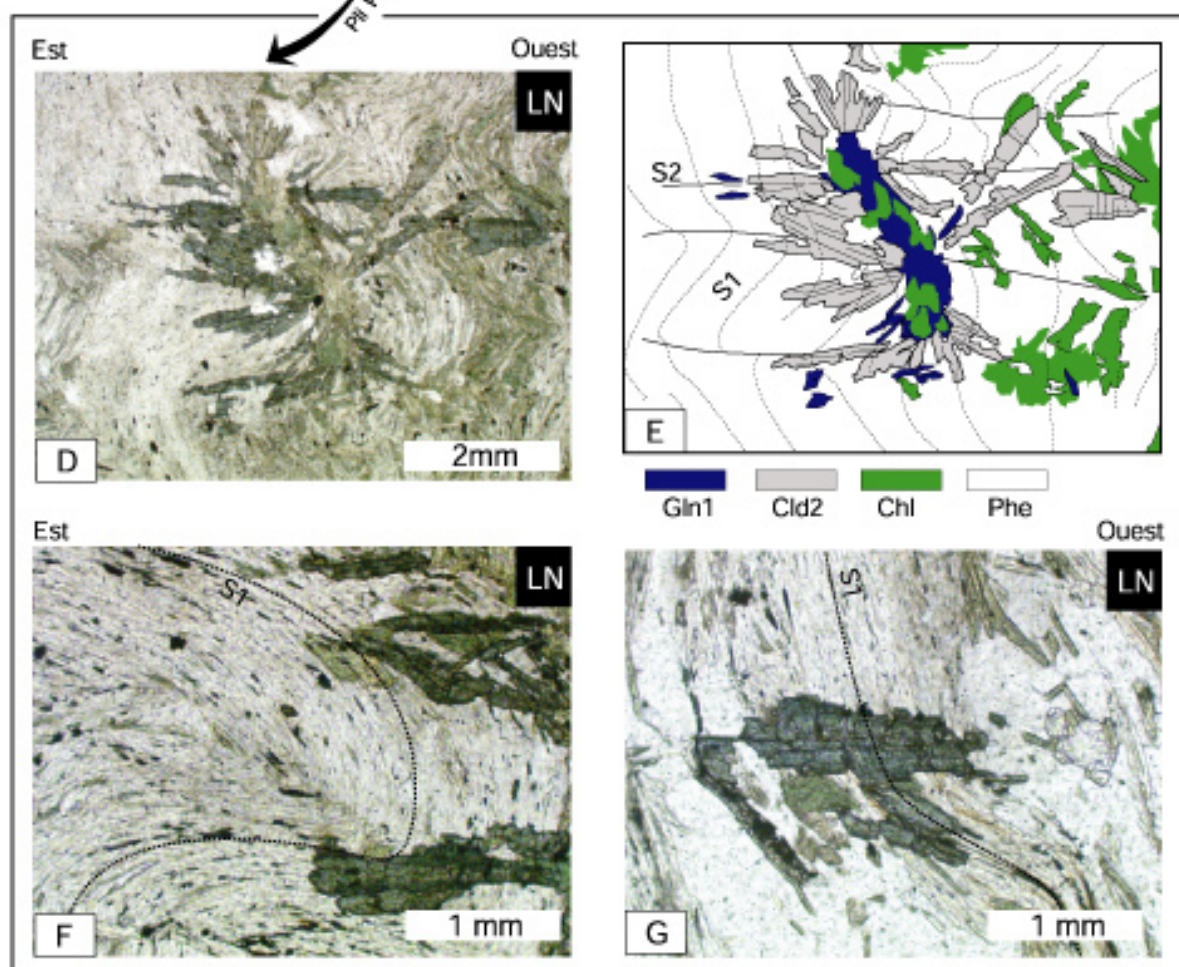 Pli
Est Ouest
LN
D
2mm
S2
S1
E
Gln1 Cld2 Chl Phe
Est
S1
LN
F
1 mm
Ouest
S1
LN
G
1 mm